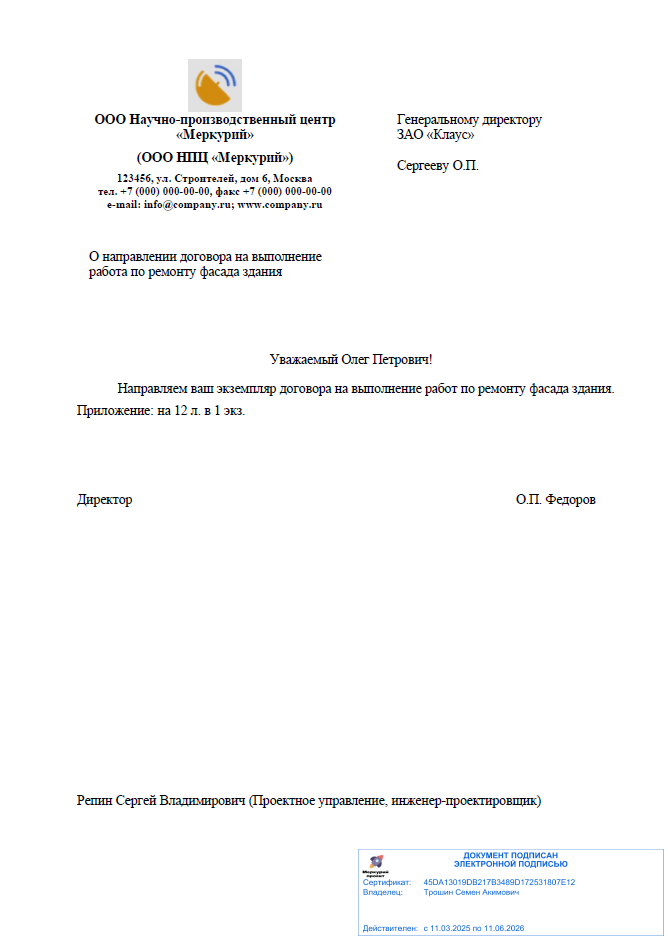 ООО Научно-производственный центр
«Меркурий»
(ООО НПЦ «Меркурий»)
123456, ул. Строителей, дом 6, Москва
тел. +7 (000) 000-00-00, факс +7 (000) 000-00-00
e-mail: info@company.ru; www.company.ru
Генеральному директору
ЗАО «Клаус»
Сергееву О.П.
О направлении договора на выполнение
работа по ремонту фасада здания
Уважаемый Олег Петрович!
Направляем ваш экземпляр договора на выполнение работ по ремонту фасада здания.
Приложение: на 12 л. в 1 экз.
Директор О.П. Федоров
Репин Сергей Владимирович (Проектное управление, инженер-проектировщик)
Меркурий
проект
ДОКУМЕНТ ПОДПИСАН
ЭЛЕКТРОННОЙ ПОДПИСЬЮ
Сертификат: 45DA13019DB217B3489D172531807E12
Владелец: Трошин Семен Акимович
Действителен: с 11.03.2025 по 11.06.2026